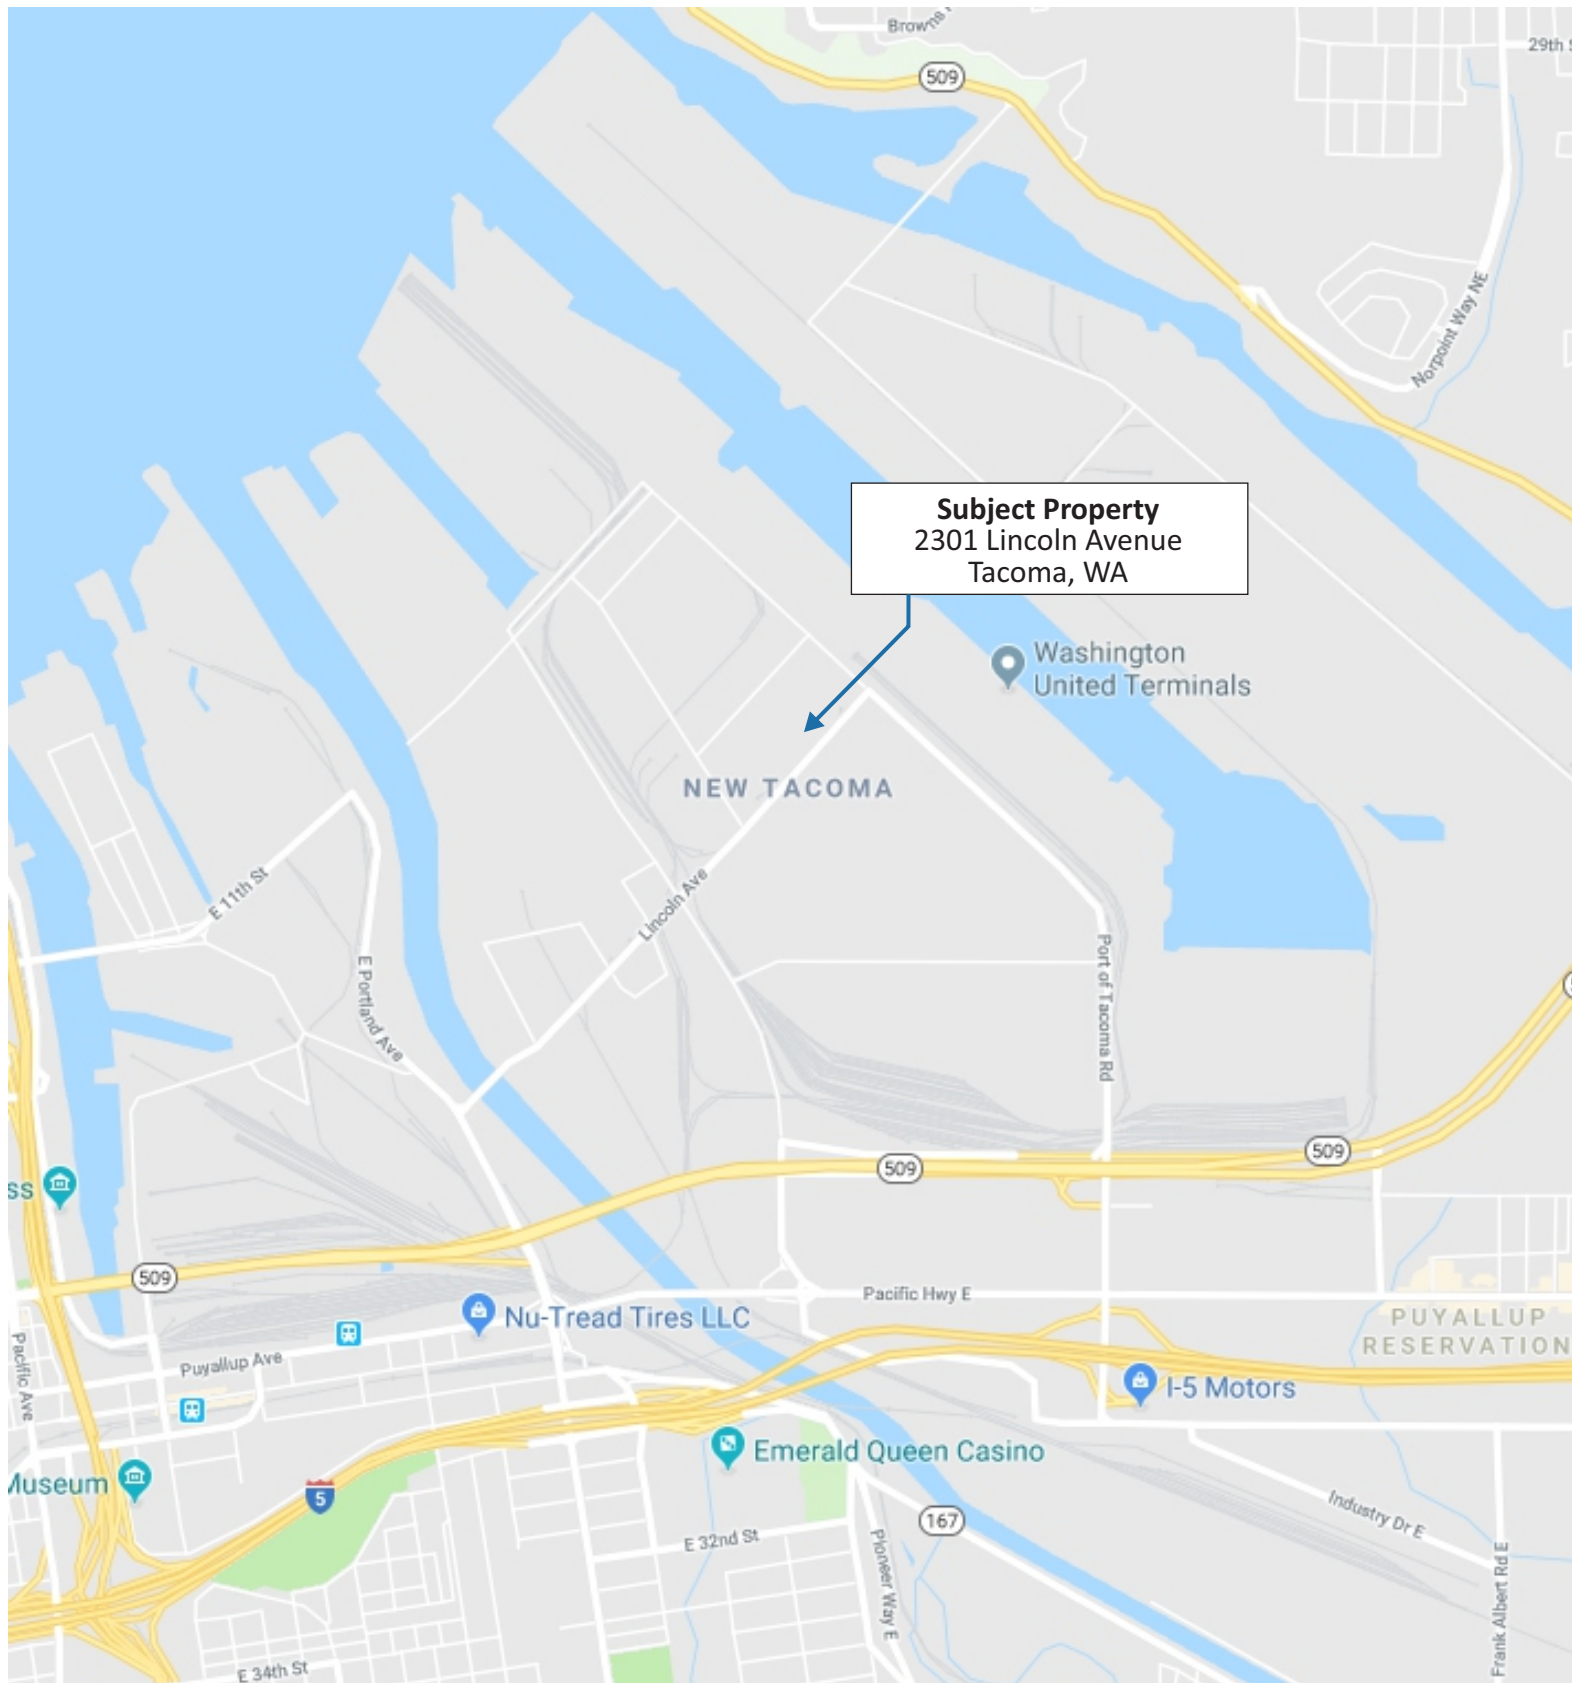 Browns
29th
509
Norpoint Way NE
Subject Property
2301 Lincoln Avenue
Tacoma, WA
Washington
United Terminals
NEW TACOMA
E 11th St
Lincoln Ave
E Portland Ave
Port of Tacoma Rd
509
509
509
ss
Nu-Tread Tires LLC
Pacific Hwy E
PUYALLUP
RESERVATION
Pacific Ave
Puyallup Ave
I-5 Motors
Emerald Queen Casino
Museum
5
167
Industry Dr E
E 32nd St
Pioneer Way E
Frank Albert Rd E
E 34th St